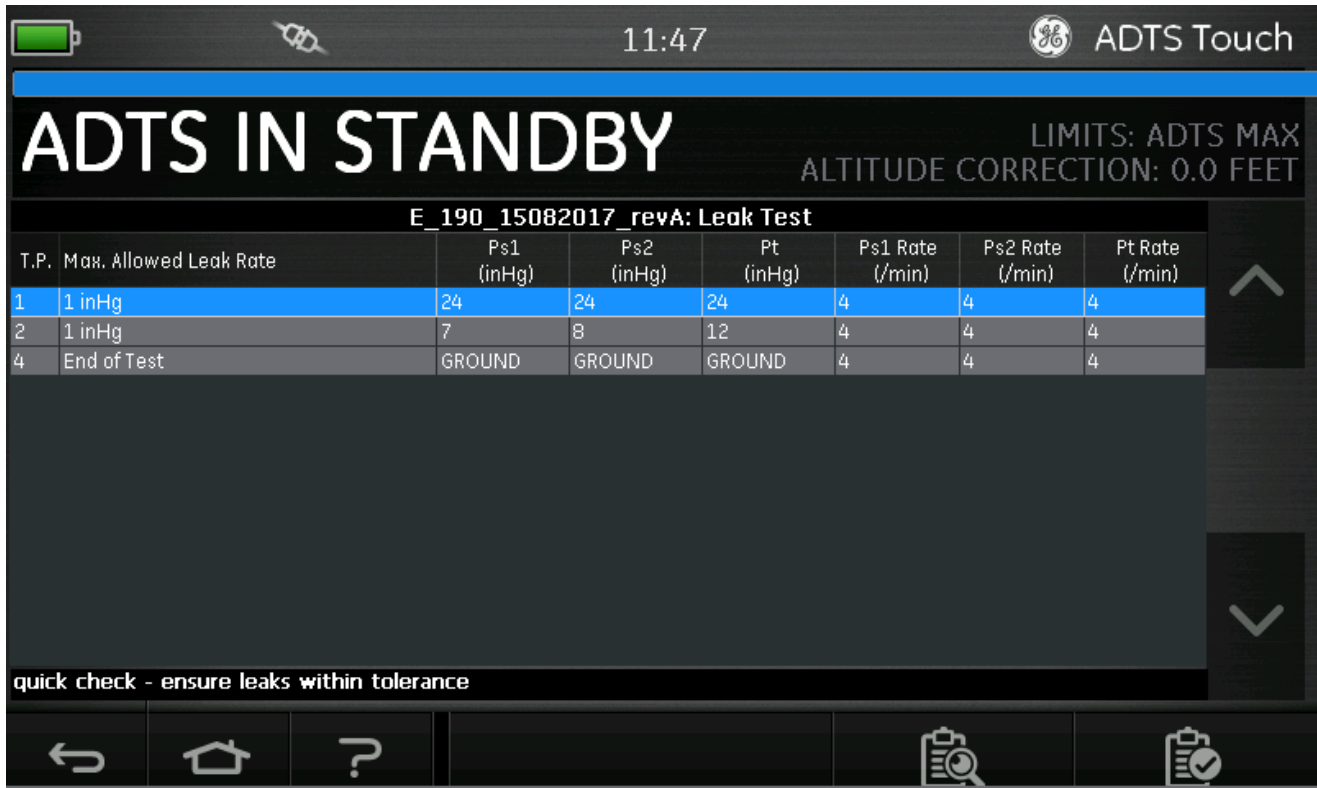 11:47
GE ADTS Touch
ADTS IN STANDBY
LIMITS: ADTS MAX
ALTITUDE CORRECTION: 0.0 FEET
E_190_15082017_revA: Leak Test
T.P. Max. Allowed Leak Rate Ps1 (inHg) Ps2 (inHg) Pt (inHg) Ps1 Rate (/min) Ps2 Rate (/min) Pt Rate (/min)
1 1 inHg 24 24 24 4 4 4
2 1 inHg 7 8 12 4 4 4
4 End of Test GROUND GROUND GROUND 4 4 4
quick check - ensure leaks within tolerance
?